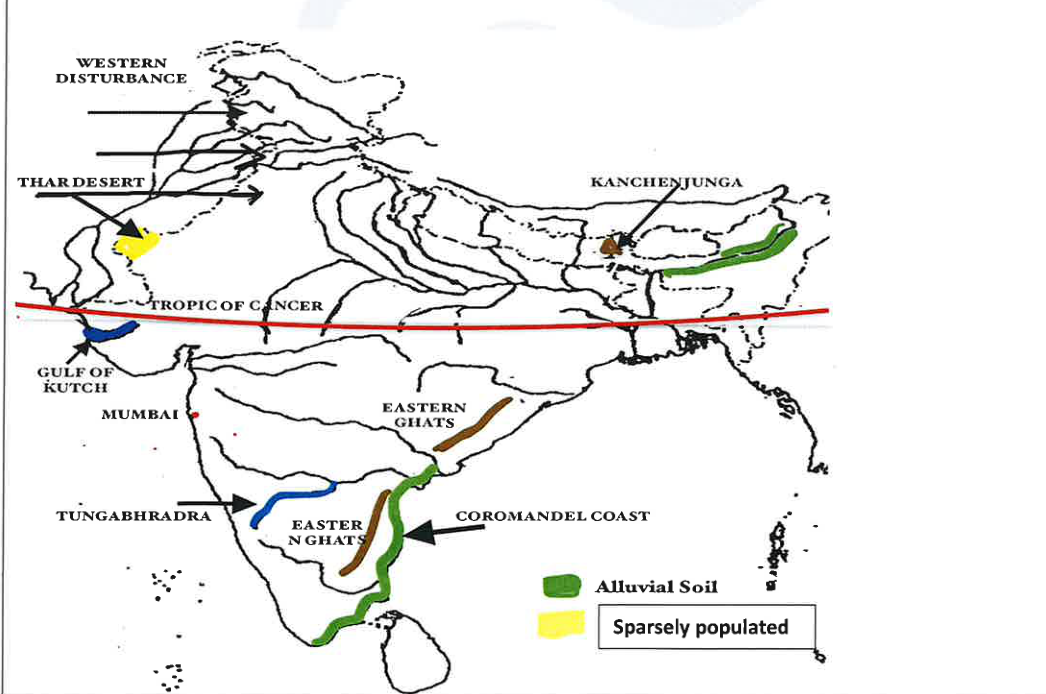 WESTERN
DISTURBANCE
THAR DESERT
KANCHENJUNGA
TROPIC OF CANCER
GULF OF
KUTCH
MUMBAI
EASTERN
GHATS
TUNGABHRADRA
EASTER
N GHATS
COROMANDEL COAST
Alluvial Soil
Sparsely populated